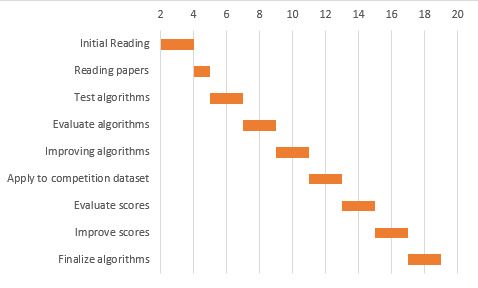 2 4 6 8 10 12 14 16 18 20
Initial Reading
Reading papers
Test algorithms
Evaluate algorithms
Improving algorithms
Apply to competition dataset
Evaluate scores
Improve scores
Finalize algorithms